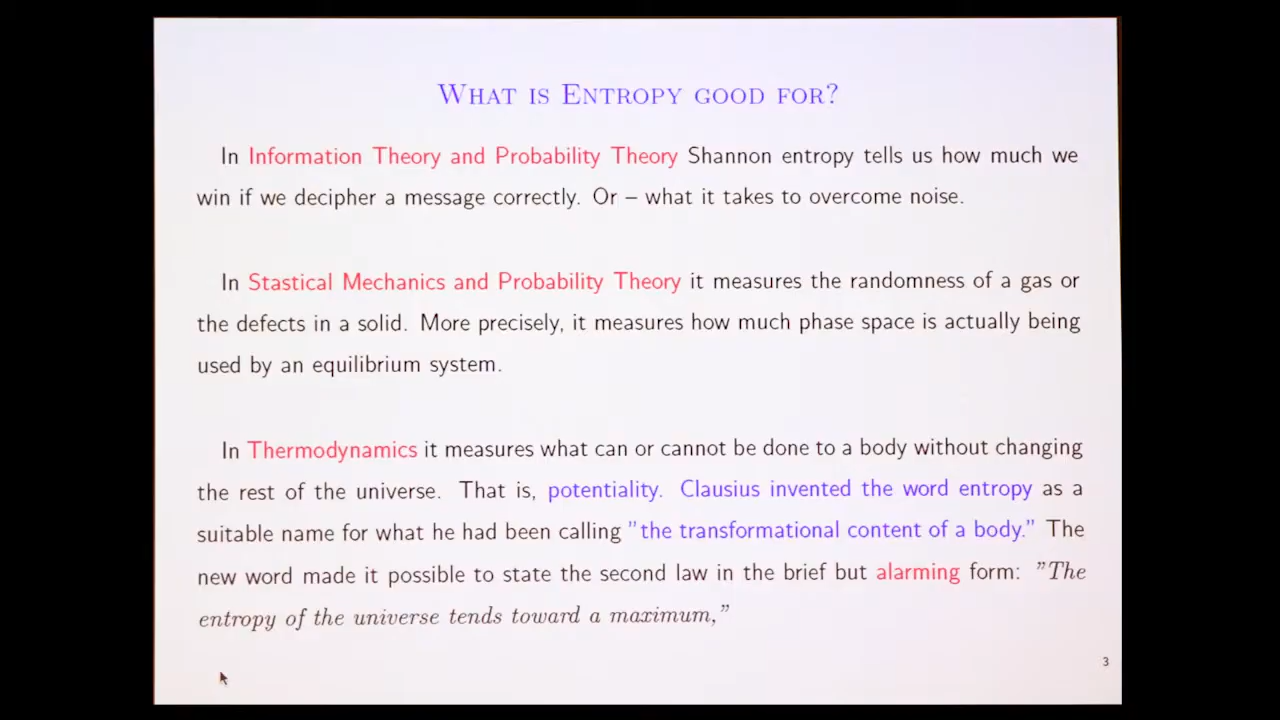 What is Entropy good for?
In Information Theory and Probability Theory Shannon entropy tells us how much we
win if we decipher a message correctly. Or – what it takes to overcome noise.
In Stastical Mechanics and Probability Theory it measures the randomness of a gas or
the defects in a solid. More precisely, it measures how much phase space is actually being
used by an equilibrium system.
In Thermodynamics it measures what can or cannot be done to a body without changing
the rest of the universe. That is, potentiality. Clausius invented the word entropy as a
suitable name for what he had been calling ”the transformational content of a body.” The
new word made it possible to state the second law in the brief but alarming form: ”The
entropy of the universe tends toward a maximum,”
3